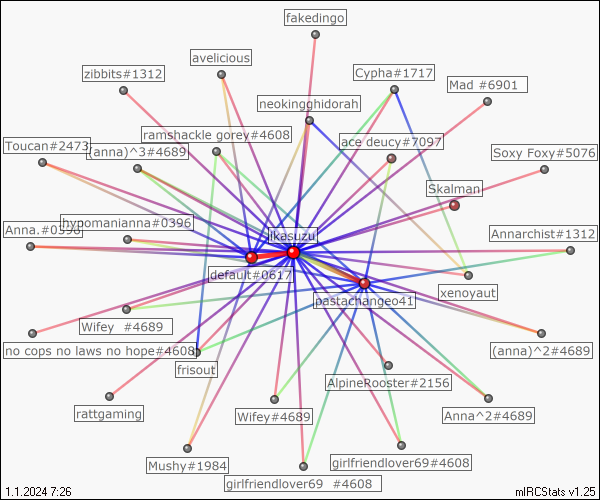 fakedingo
avelicious
zibbits#1312
Cypha#1717
Mad #6901
neokingghidorah
ramshackle gorey#4608
ace deucy#7097
Toucan#2473
(anna)^3#4689
Soxy Foxy#5076
Skalman
Anna.#0396
hypomanianna#0396
likesuzu
Annarchist#1312
default#0617
xenoyaut
pastachangeo41
Wifey #4689
no cops no laws no hope#4608
(anna)^2#4689
frisout
AlpineRooster#2156
rattgaming
Wifey#4689
Anna^2#4689
Mushy#1984
girlfriendlover69#4608
girlfriendlover69 #4608
1.1.2024 7:26
mIRCStats v1.25